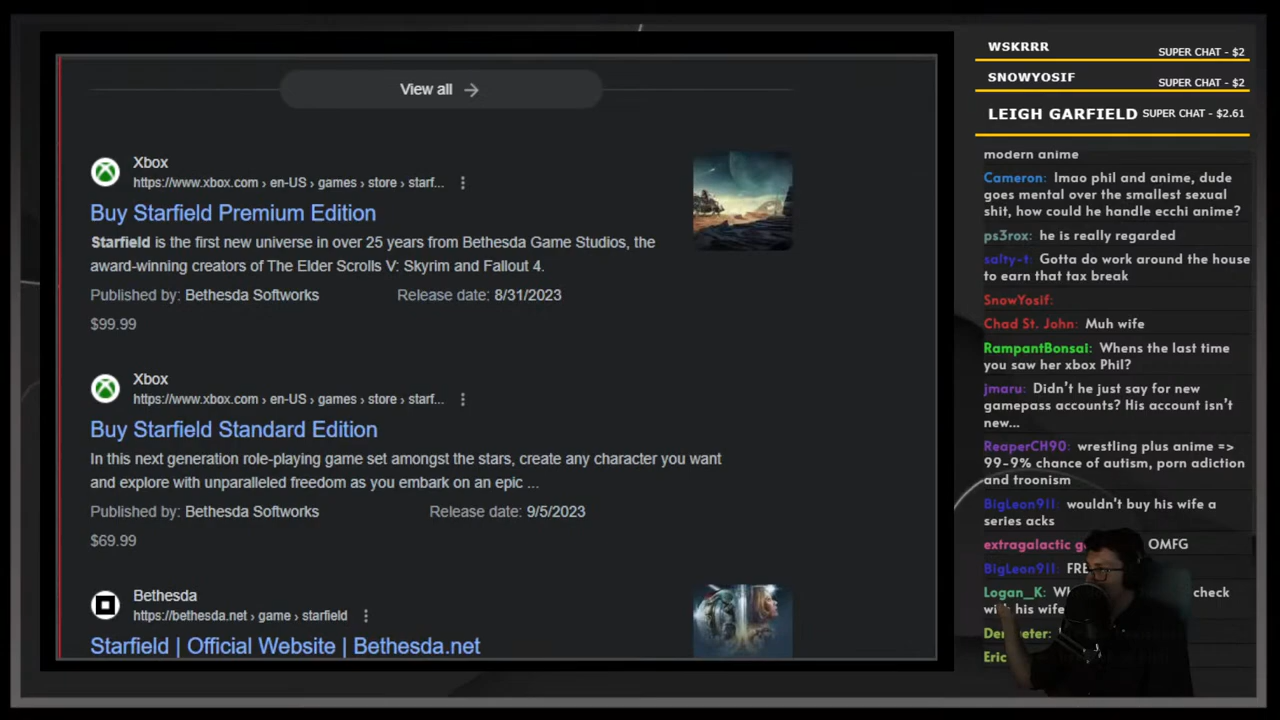 View all →
Xbox
https://www.xbox.com › en-US › games › store › starf...
Buy Starfield Premium Edition
Starfield is the first new universe in over 25 years from Bethesda Game Studios, the
award-winning creators of The Elder Scrolls V: Skyrim and Fallout 4.
Published by: Bethesda Softworks Release date: 8/31/2023
$99.99
Xbox
https://www.xbox.com › en-US › games › store › starf...
Buy Starfield Standard Edition
In this next generation role-playing game set amongst the stars, create any character you want
and explore with unparalleled freedom as you embark on an epic ...
Published by: Bethesda Softworks Release date: 9/5/2023
$69.99
Bethesda
https://bethesda.net › game › starfield
Starfield | Official Website | Bethesda.net
WSKRRR SUPER CHAT - $2
SNOWYOSIF SUPER CHAT - $2
LEIGH GARFIELD SUPER CHAT - $2.61
modern anime
Cameron: lmao phil and anime, dude
goes mental over the smallest sexual
shit, how could he handle ecchi anime?
ps3rox: he is really regarded
salty-t: Gotta do work around the house
to earn that tax break
SnowYosif:
Chad St. John: Muh wife
RampantBonsai: Whens the last time
you saw her xbox Phil?
jmaru: Didn't he just say for new
gamepass accounts? His account isn't
new...
ReaperCH90: wrestling plus anime =>
99-9% chance of autism, porn adiction
and troonism
BigLeon911: wouldn't buy his wife a
series acks
extragalactic OMFG
BigLeon911:
Logan_K: check
with his wife
Eric